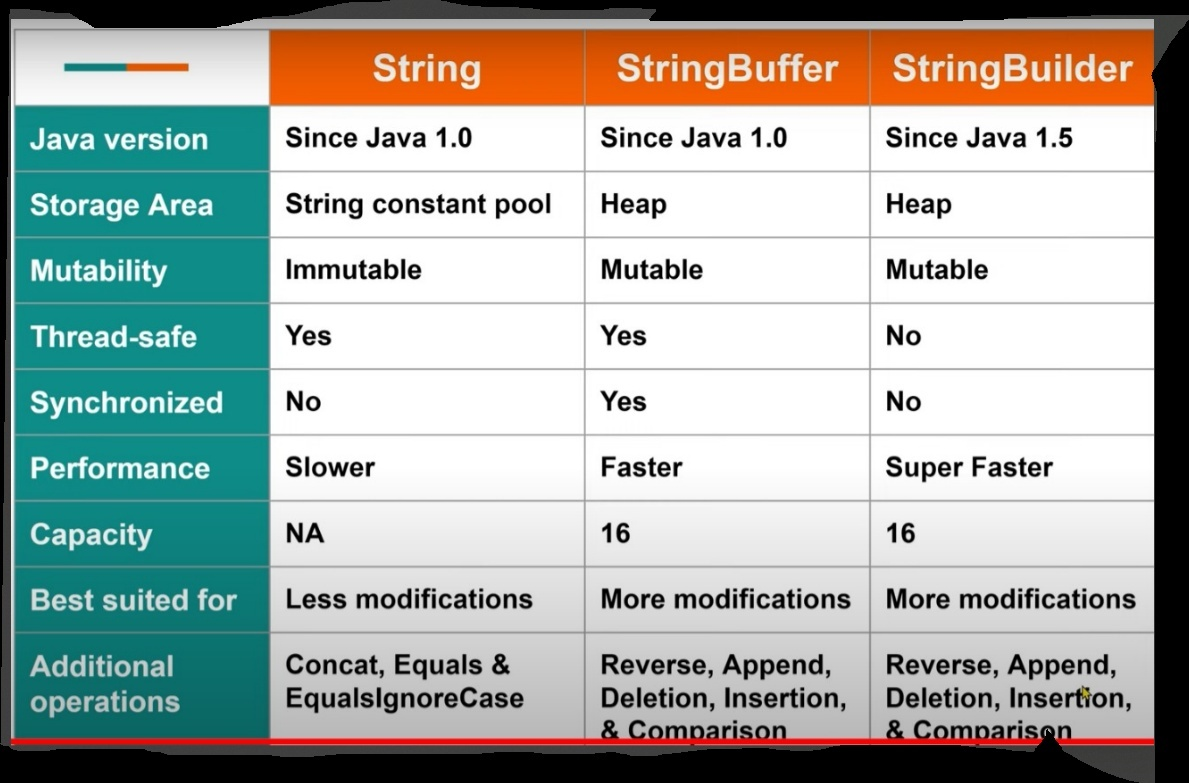 String StringBuffer StringBuilder
Java version Since Java 1.0 Since Java 1.0 Since Java 1.5
Storage Area String constant pool Heap Heap
Mutability Immutable Mutable Mutable
Thread-safe Yes Yes No
Synchronized No Yes No
Performance Slower Faster Super Faster
Capacity NA 16 16
Best suited for Less modifications More modifications More modifications
Additional Concat, Equals & Reverse, Append, Reverse, Append,
operations EqualsIgnoreCase Deletion, Insertion, Deletion, Insertion,
& Comparison & Comparison